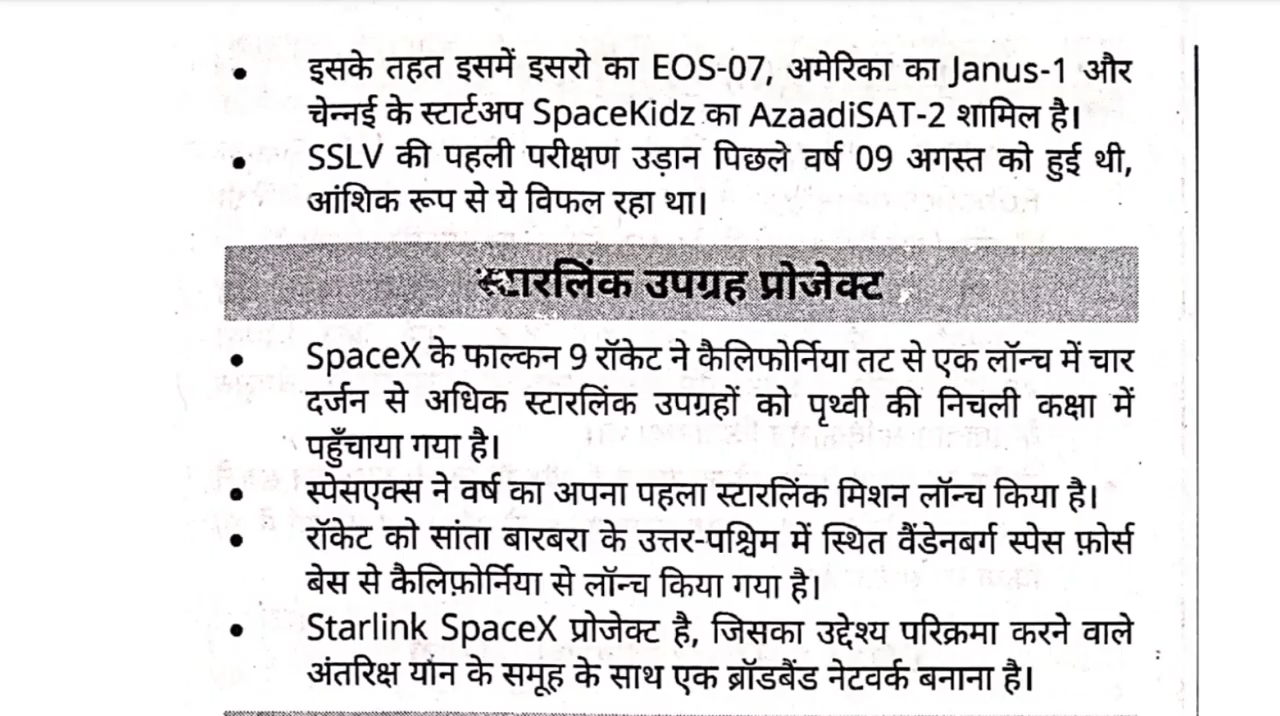 • इसके तहत इसमें इसरो का EOS-07, अमेरिका का Janus-1 और
चेन्नई के स्टार्टअप SpaceKidz का AzaadiSAT-2 शामिल है।
• SSLV की पहली परीक्षण उड़ान पिछले वर्ष 09 अगस्त को हुई थी,
आंशिक रूप से ये विफल रहा था।
स्टारलिंक उपग्रह प्रोजेक्ट
• SpaceX के फाल्कन 9 रॉकेट ने कैलिफोर्निया तट से एक लॉन्च में चार
दर्जन से अधिक स्टारलिंक उपग्रहों को पृथ्वी की निचली कक्षा में
पहुँचाया गया है।
• स्पेसएक्स ने वर्ष का अपना पहला स्टारलिंक मिशन लॉन्च किया है।
• रॉकेट को सांता बारबरा के उत्तर-पश्चिम में स्थित वैंडेनबर्ग स्पेस फ़ोर्स
बेस से कैलिफ़ोर्निया से लॉन्च किया गया है।
• Starlink SpaceX प्रोजेक्ट है, जिसका उद्देश्य परिक्रमा करने वाले
अंतरिक्ष यान के समूह के साथ एक ब्रॉडबैंड नेटवर्क बनाना है।